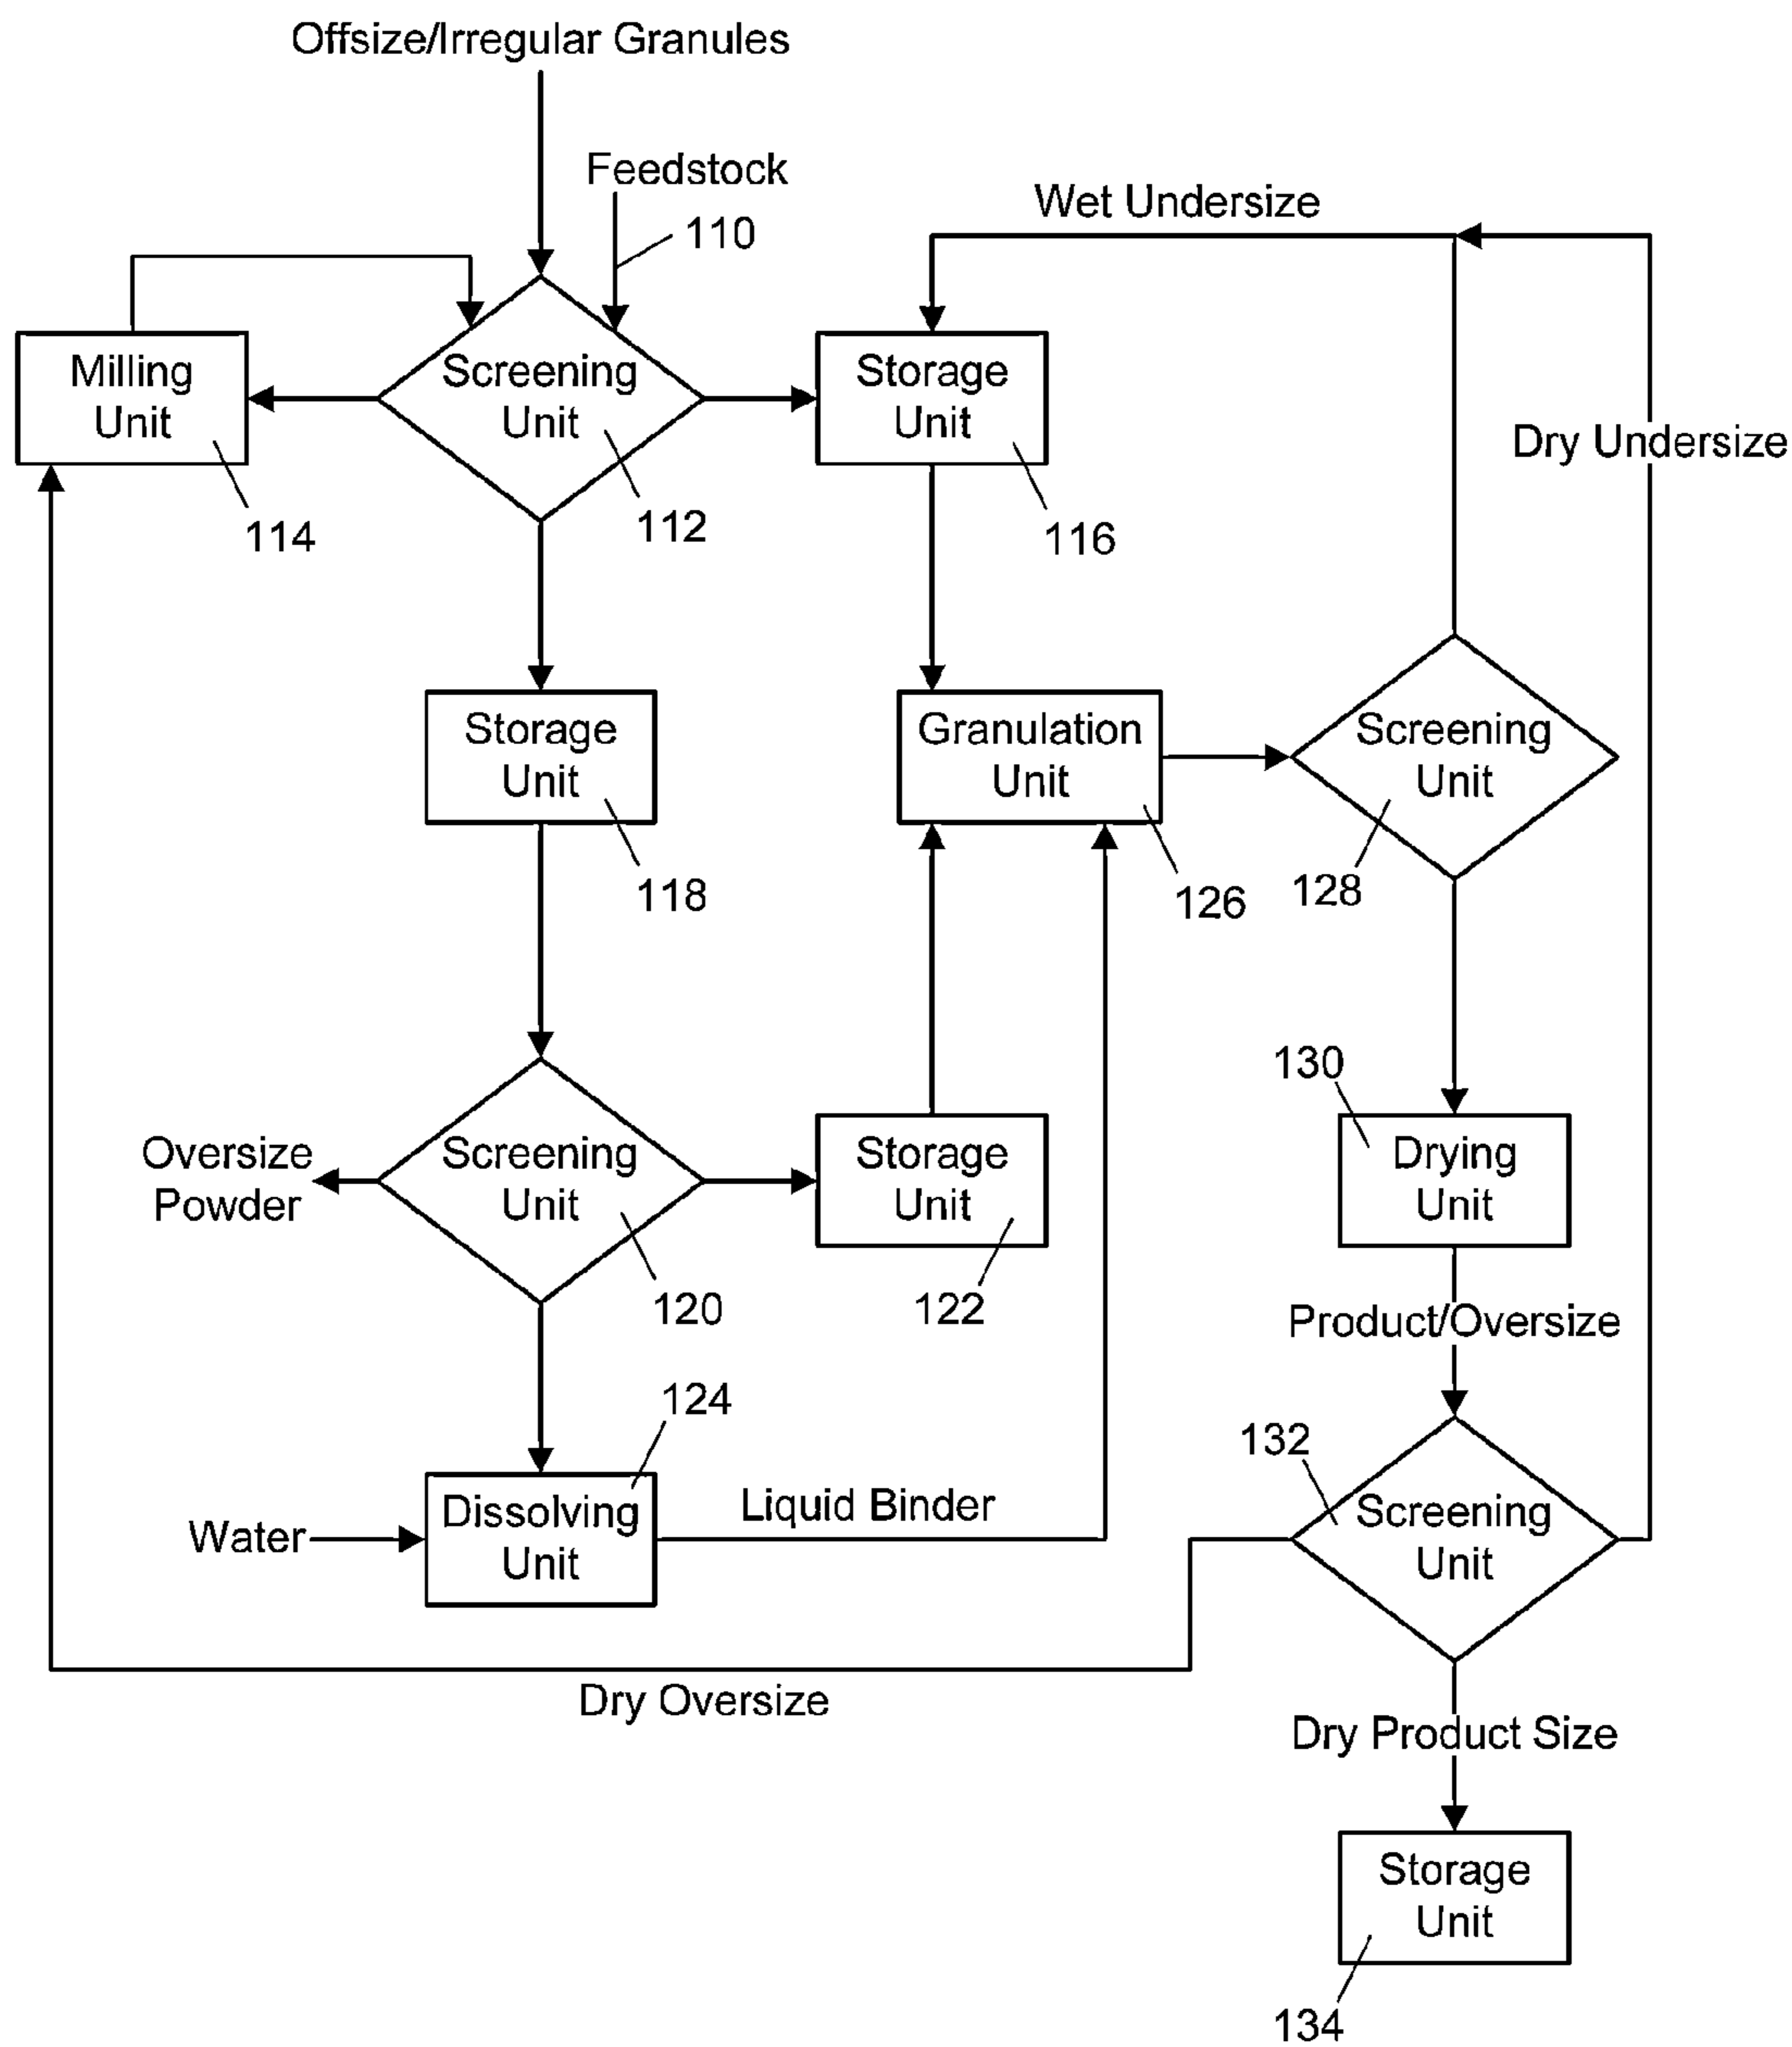 Offsize/Irregular Granules
Feedstock
110
Wet Undersize
Milling
Unit
114
Screening
Unit
112
Storage
Unit
116
Dry Undersize
Storage
Unit
118
Granulation
Unit
126
Screening
Unit
128
Oversize
Powder
Screening
Unit
120
Storage
Unit
122
130
Drying
Unit
Product/Oversize
124
Water
Dissolving
Unit
Liquid Binder
132
Screening
Unit
Dry Oversize
Dry Product Size
Storage
Unit
134